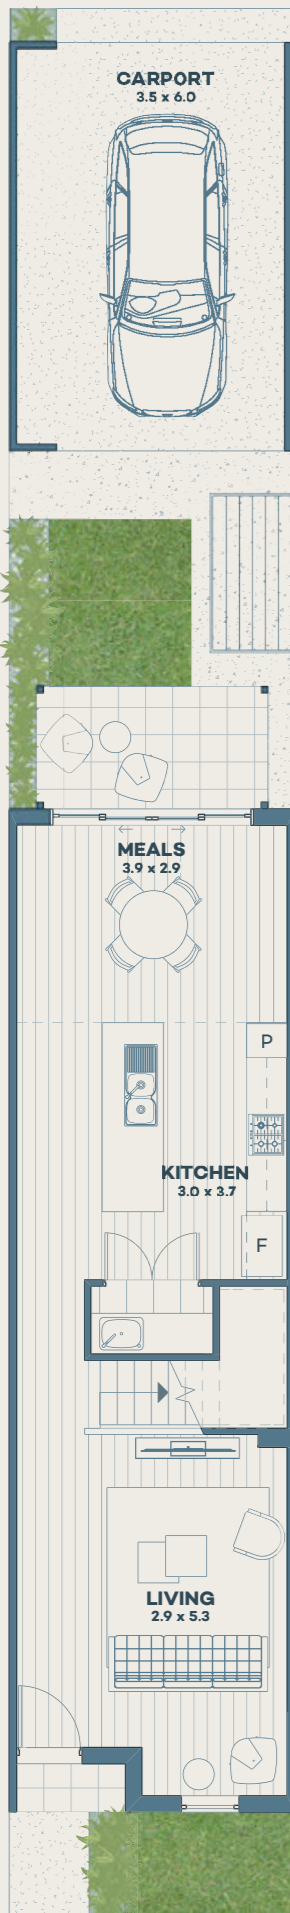 CARPORT
3.5 x 6.0
MEALS
3.9 x 2.9
P
KITCHEN
3.0 x 3.7
F
LIVING
2.9 x 5.3